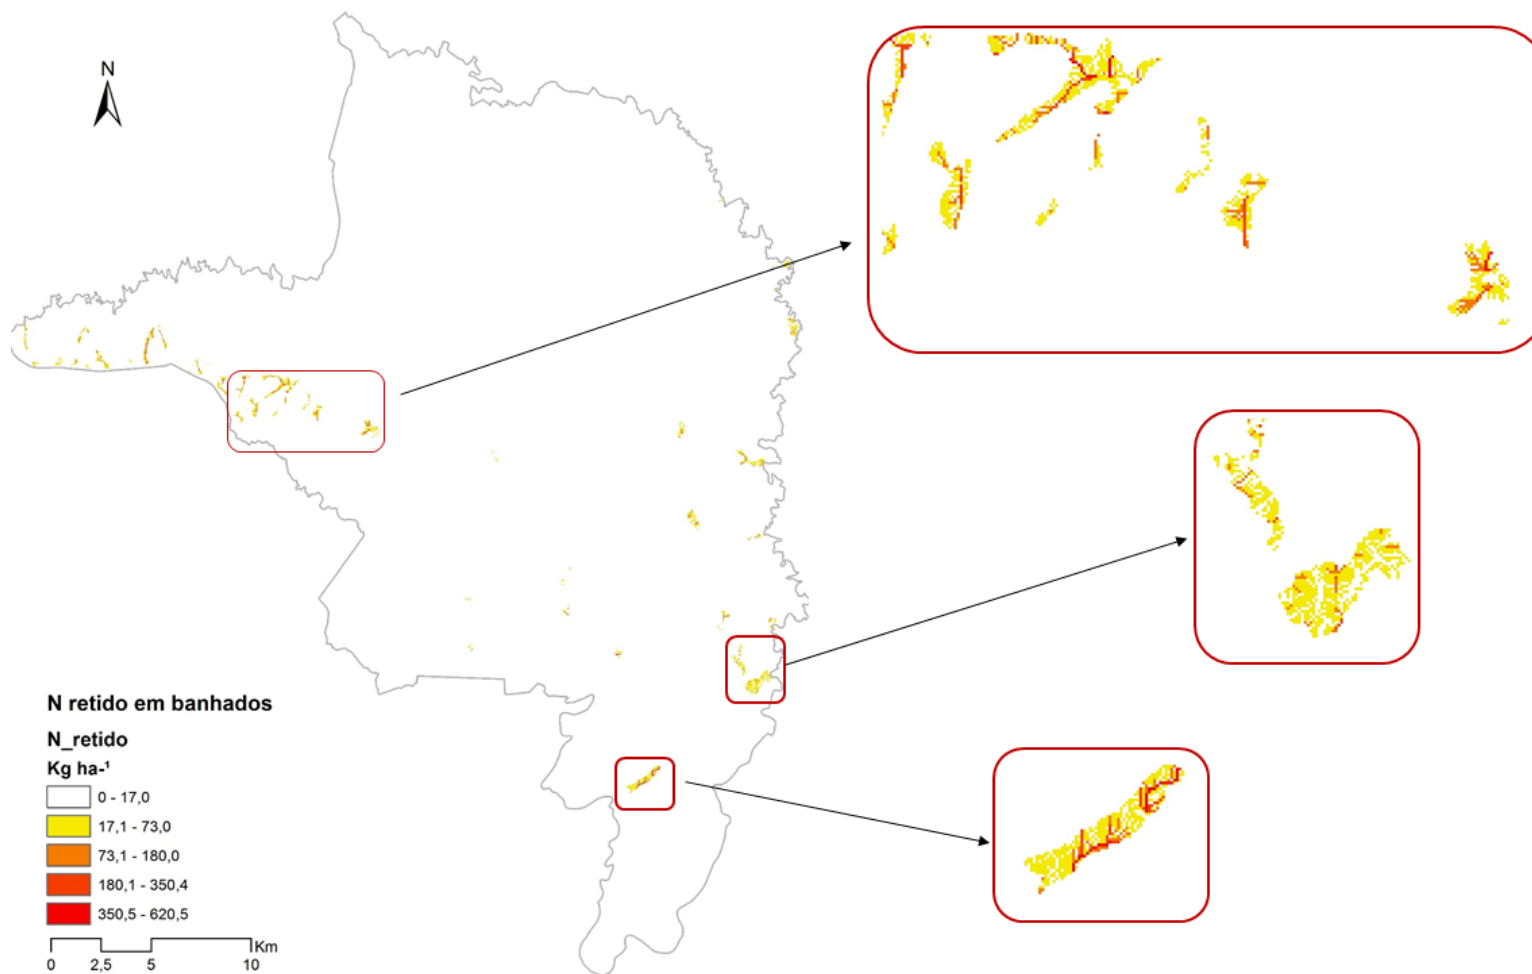 N
N retido em banhados
N_retido
Kg ha-¹
0 - 17,0
17,1 - 73,0
73,1 - 180,0
180,1 - 350,4
350,5 - 620,5
Km
0 2,5 5 10